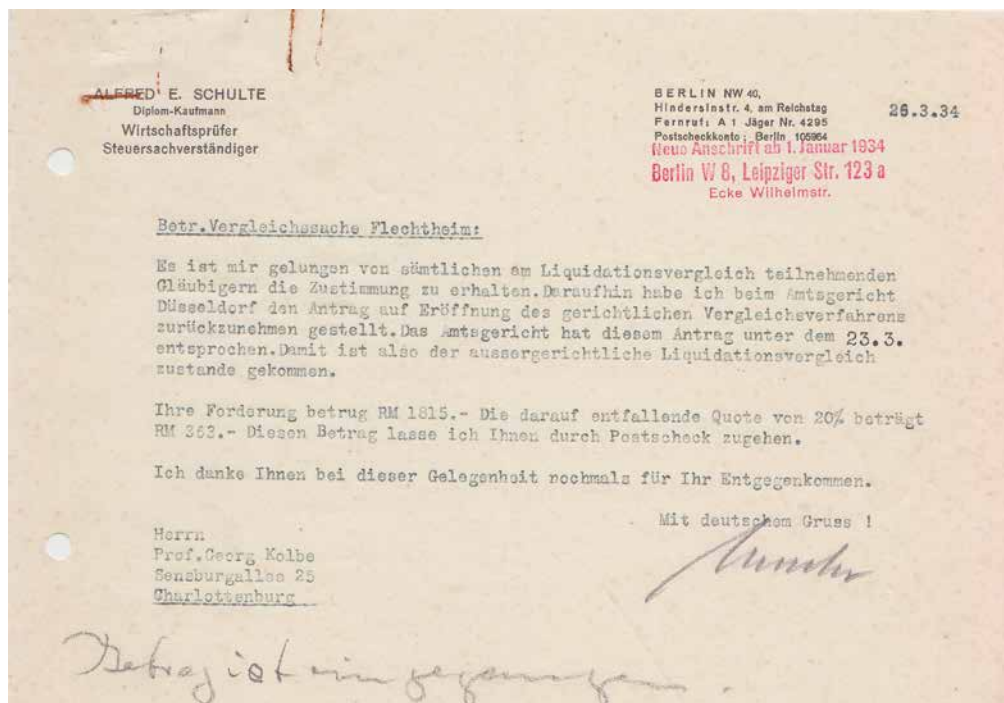 ALFRED E. SCHULTE
Diplom-Kaufmann
Wirtschaftsprüfer
Steuersachverständiger
BERLIN NW 40,
Hindersinstr. 4, am Reichstag
Fernruf: A 1 Jäger Nr. 4295
Postscheckkonto: Berlin 105964
26.3.34
Neue Anschrift ab 1. Januar 1934
Berlin W 8, Leipziger Str. 123 a
Ecke Wilhelmstr.
Betr.Vergleichssache Flechtheim:
Es ist mir gelungen von sämtlichen am Liquidationsvergleich teilnehmenden
Gläubigern die Zustimmung zu erhalten.Daraufhin habe ich beim Amtsgericht
Düsseldorf den Antrag auf Eröffnung des gerichtlichen Vergleichsverfahrens
zurückzunehmen gestellt.Das Amtsgericht hat diesem Antrag unter dem 23.3.
entsprochen.Damit ist also der aussergerichtliche Liquidationsvergleich
zustande gekommen.
Ihre Forderung betrug RM 1815.- Die darauf entfallende Quote von 20% beträgt
RM 363.- Diesen Betrag lasse ich Ihnen durch Postscheck zugehen.
Ich danke Ihnen bei dieser Gelegenheit nochmals für Ihr Entgegenkommen.
Mit deutschem Gruss !
Herrn
Prof.Georg Kolbe
Sensburgallee 25
Charlottenburg
Betrag ist eingegangen.